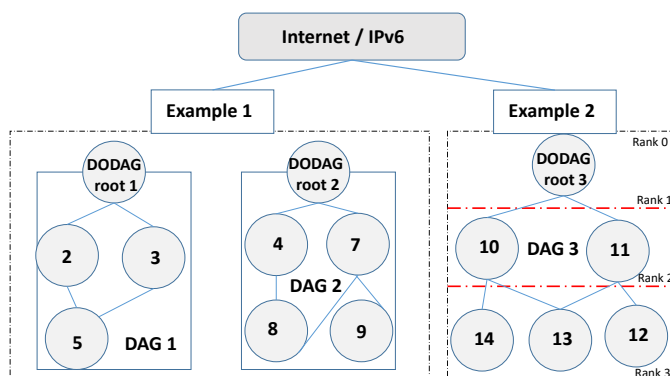 Internet / IPv6
Example 1
Example 2
Rank 0
DODAG
root 1
DODAG
root 2
DODAG
root 3
Rank 1
2
3
4
7
10
DAG 3
11
Rank 2
DAG 2
5
DAG 1
8
9
14
13
12
Rank 3